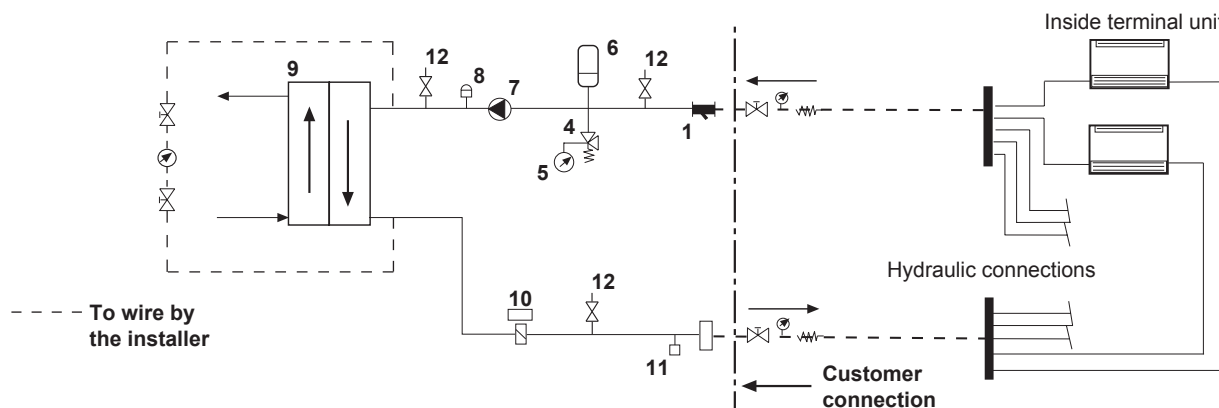 Inside terminal unit
12
9
8
7
6
12
4
5
1
Hydraulic connections
12
10
11
To wire by
the installer
Customer
connection